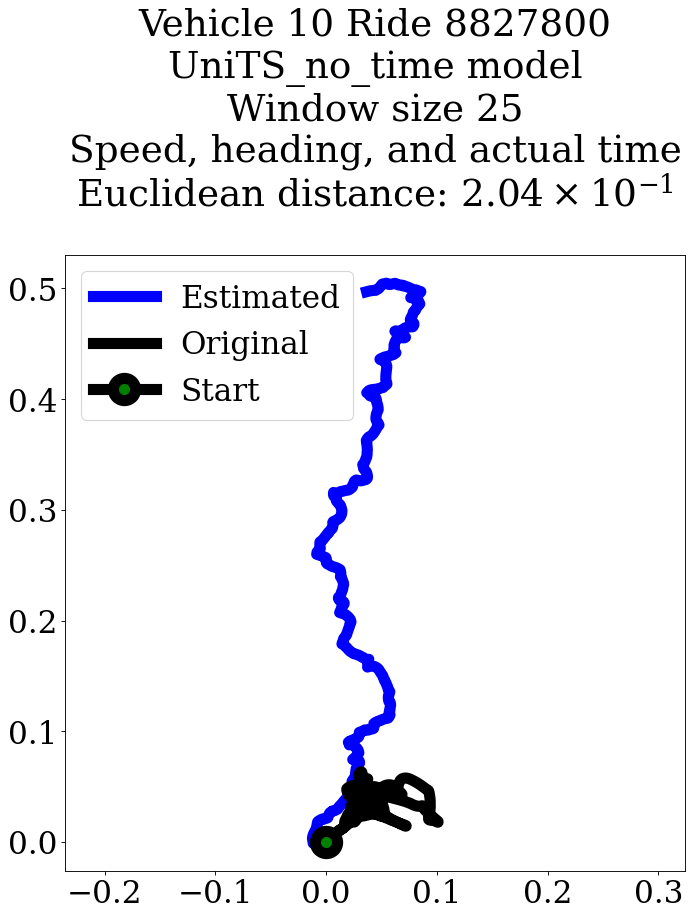 Vehicle 10 Ride 8827800
UniTS_no_time model
Window size 25
Speed, heading, and actual time
Euclidean distance: 2.04 × 10⁻¹
Estimated
Original
Start
0.5
0.4
0.3
0.2
0.1
0.0
−0.2
−0.1
0.0
0.1
0.2
0.3